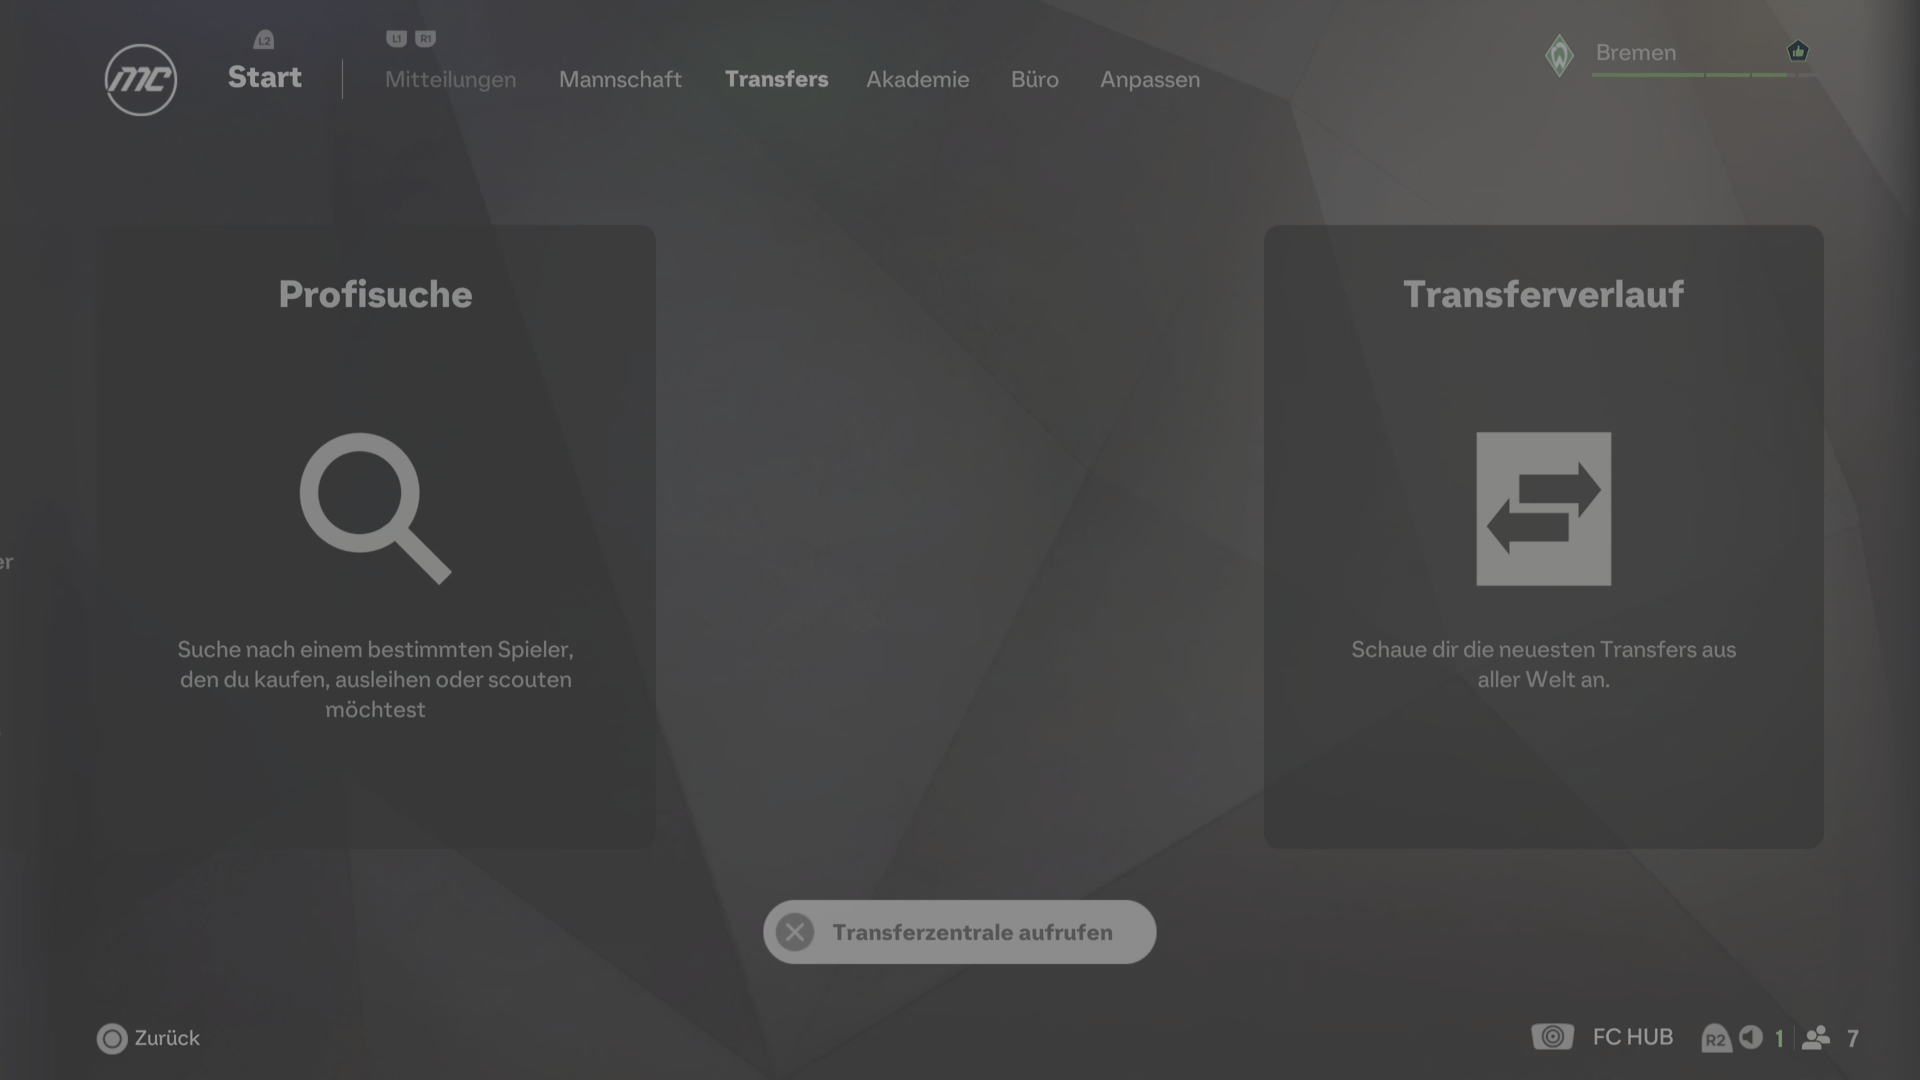 L2
L1 R1
MC
Start
Mitteilungen
Mannschaft
Transfers
Akademie
Büro
Anpassen
Bremen
Profisuche
Suche nach einem bestimmten Spieler,
den du kaufen, ausleihen oder scouten
möchtest
Transferverlauf
Schaue dir die neuesten Transfers aus
aller Welt an.
er
Transferzentrale aufrufen
Zurück
FC HUB
R2
1
7